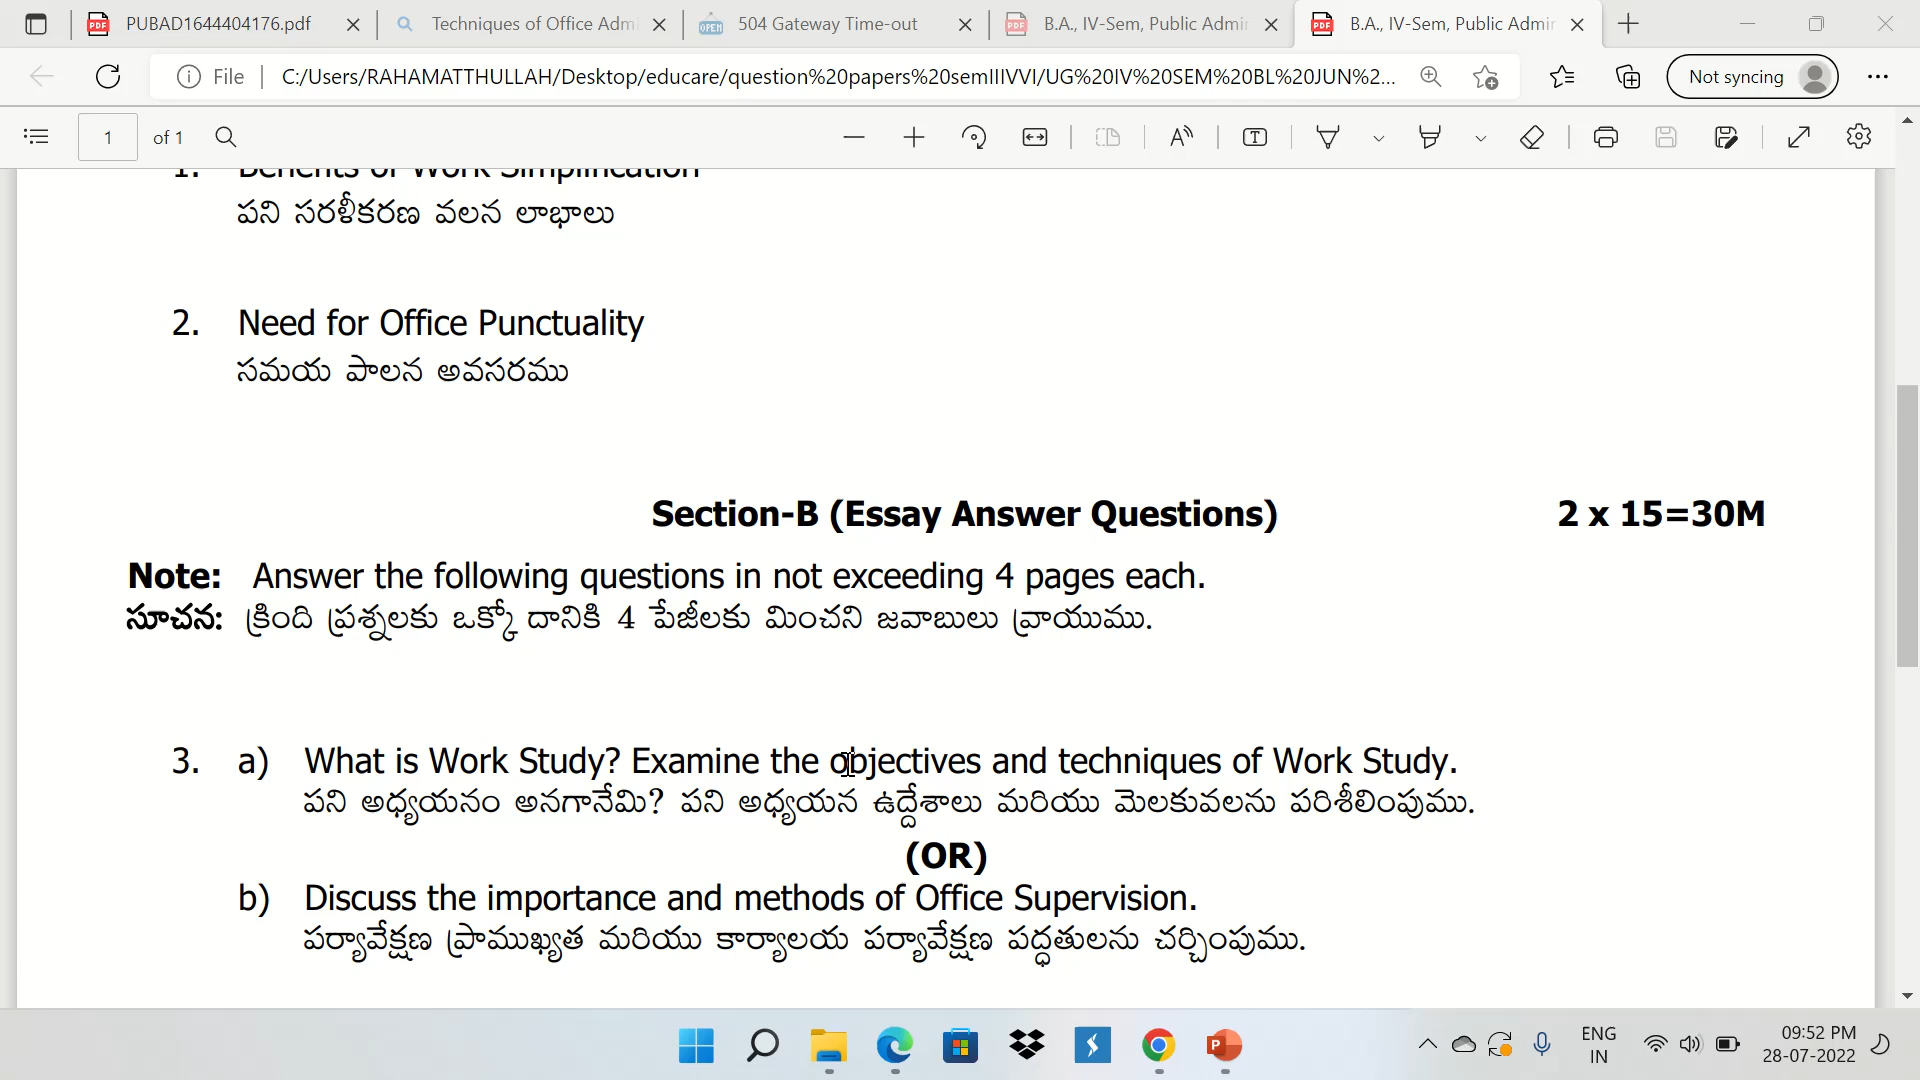 PUBAD1644404176.pdf
Techniques of Office Admi
504 Gateway Time-out
B.A., IV-Sem, Public Admir
B.A., IV-Sem, Public Admir
File
C:/Users/RAHAMATTHULLAH/Desktop/educare/question%20papers%20semIIIVVI/UG%20IV%20SEM%20BL%20JUN%2...
Not syncing
1 of 1
1. Benefits of Work Simplification
పని సరళీకరణ వలన లాభాలు
2. Need for Office Punctuality
సమయ పాలన అవసరము
Section-B (Essay Answer Questions) 2 x 15=30M
Note: Answer the following questions in not exceeding 4 pages each.
సూచన: క్రింది ప్రశ్నలకు ఒక్కో దానికి 4 పేజీలకు మించని జవాబులు వ్రాయుము.
3. a) What is Work Study? Examine the objectives and techniques of Work Study.
పని అధ్యయనం అనగానేమి? పని అధ్యయన ఉద్దేశాలు మరియు మెలకువలను పరిశీలింపుము.
(OR)
b) Discuss the importance and methods of Office Supervision.
పర్యావేక్షణ ప్రాముఖ్యత మరియు కార్యాలయ పర్యావేక్షణ పద్ధతులను చర్చింపుము.
ENG
IN
09:52 PM
28-07-2022